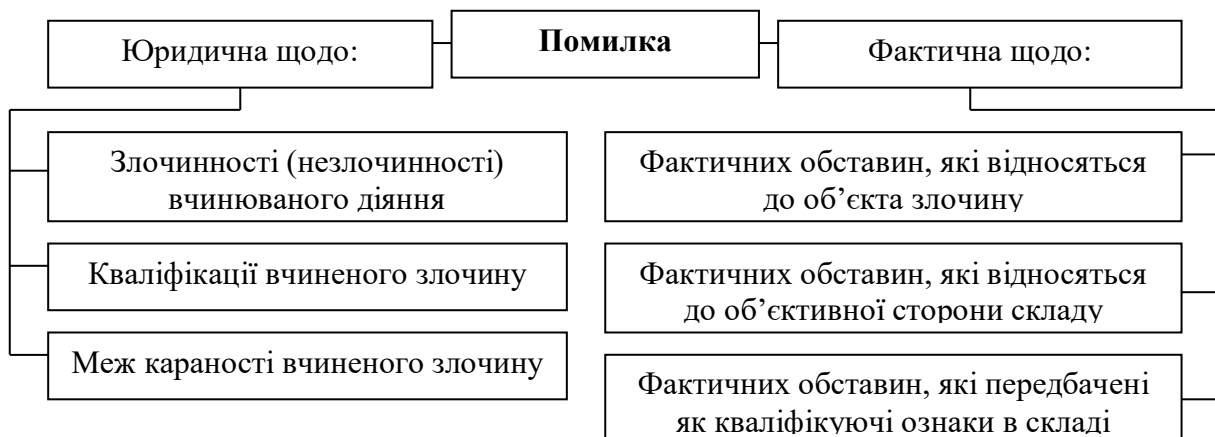 Помилка
Юридична щодо:
Злочинності (незлочинності)
вчинюваного діяння
Кваліфікації вчиненого злочину
Меж караності вчиненого злочину
Фактична щодо:
Фактичних обставин, які відносяться
до об’єкта злочину
Фактичних обставин, які відносяться
до об’єктивної сторони складу
Фактичних обставин, які передбачені
як кваліфікуючі ознаки в складі